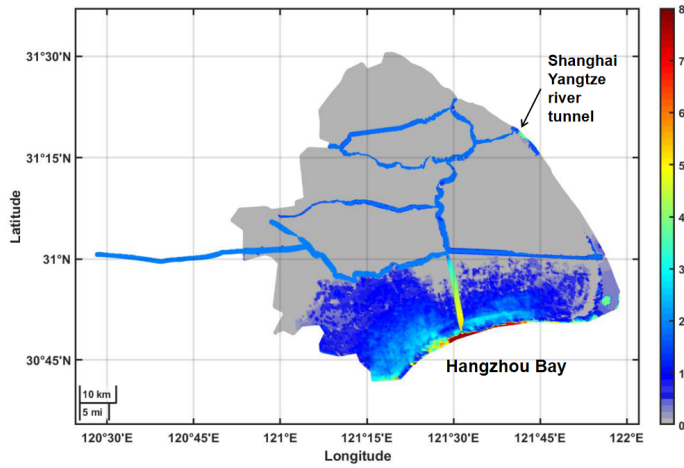 8
31°30'N
Shanghai
Yangtze
river
tunnel
7
6
31°15'N
5
Latitude
4
31°N
3
2
30°45'N
Hangzhou Bay
1
10 km
5 mi
0
120°30'E 120°45'E 121°E 121°15'E 121°30'E 121°45'E 122°E
Longitude